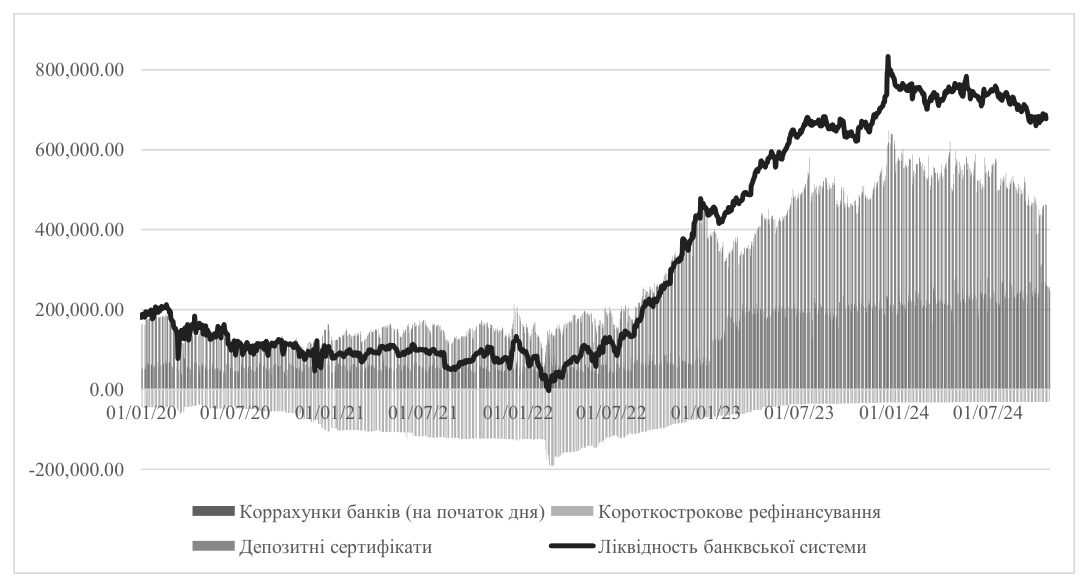 800,000.00
600,000.00
400,000.00
200,000.00
0.00
01/01/20 01/07/20 01/01/21 01/07/21 01/01/22 01/07/22 01/01/23 01/07/23 01/01/24 01/07/24
-200,000.00
Коррахунки банків (на початок дня) Короткострокове рефінансування
Депозитні сертифікати Ліквідность банквської системи